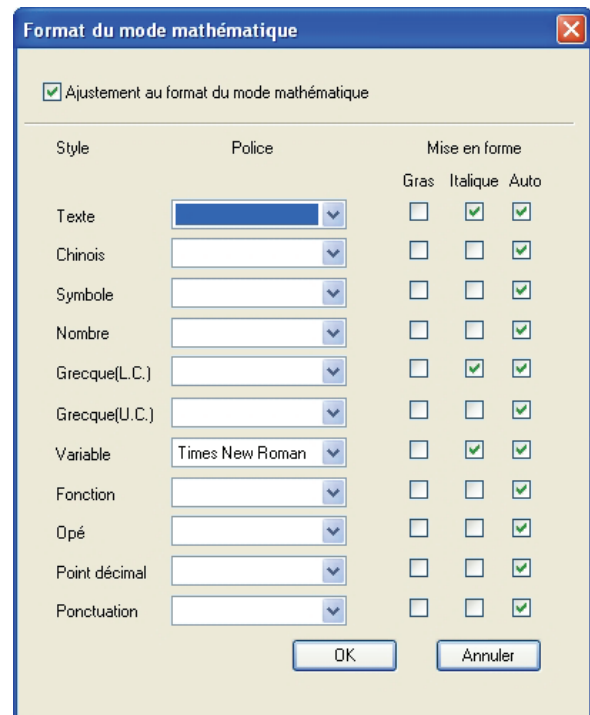 Format du mode mathématique
Ajustement au format du mode mathématique
Style Police Mise en forme
Gras Italique Auto
Texte
Chinois
Symbole
Nombre
Grecque(L.C.)
Grecque(U.C.)
Variable Times New Roman
Fonction
Opé
Point décimal
Ponctuation
OK Annuler